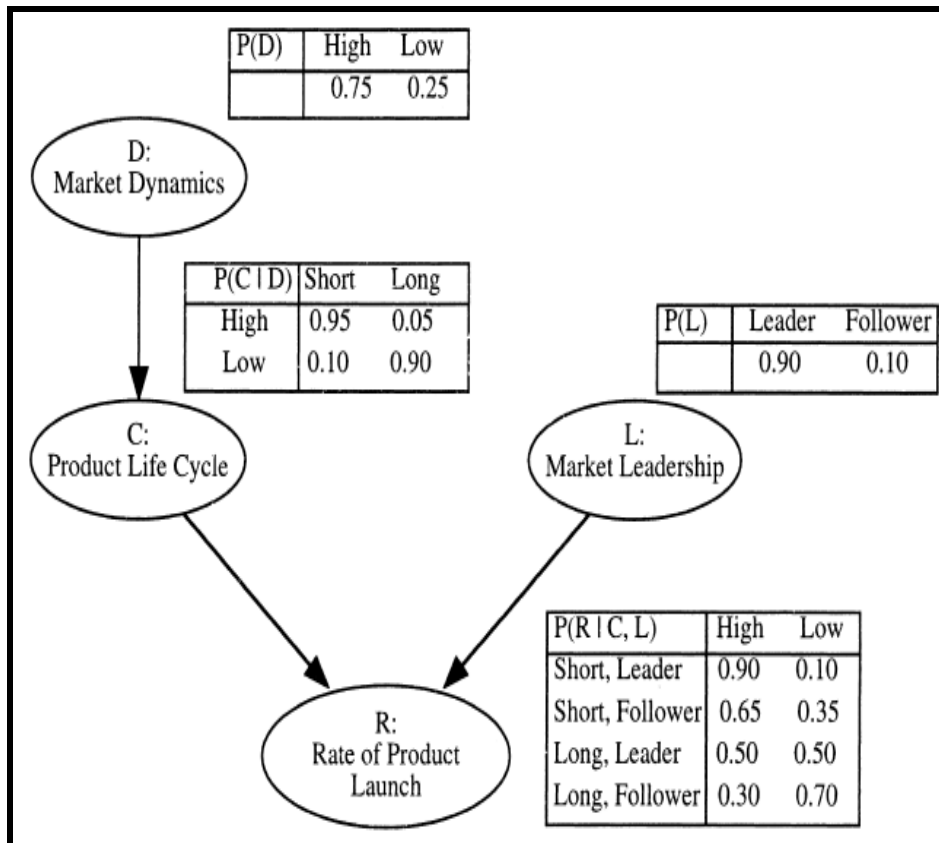 P(D) High Low
0.75 0.25
D:
Market Dynamics
P(C | D) Short Long
High 0.95 0.05
Low 0.10 0.90
P(L) Leader Follower
0.90 0.10
C:
Product Life Cycle
L:
Market Leadership
P(R | C, L) High Low
Short, Leader 0.90 0.10
Short, Follower 0.65 0.35
Long, Leader 0.50 0.50
Long, Follower 0.30 0.70
R:
Rate of Product
Launch